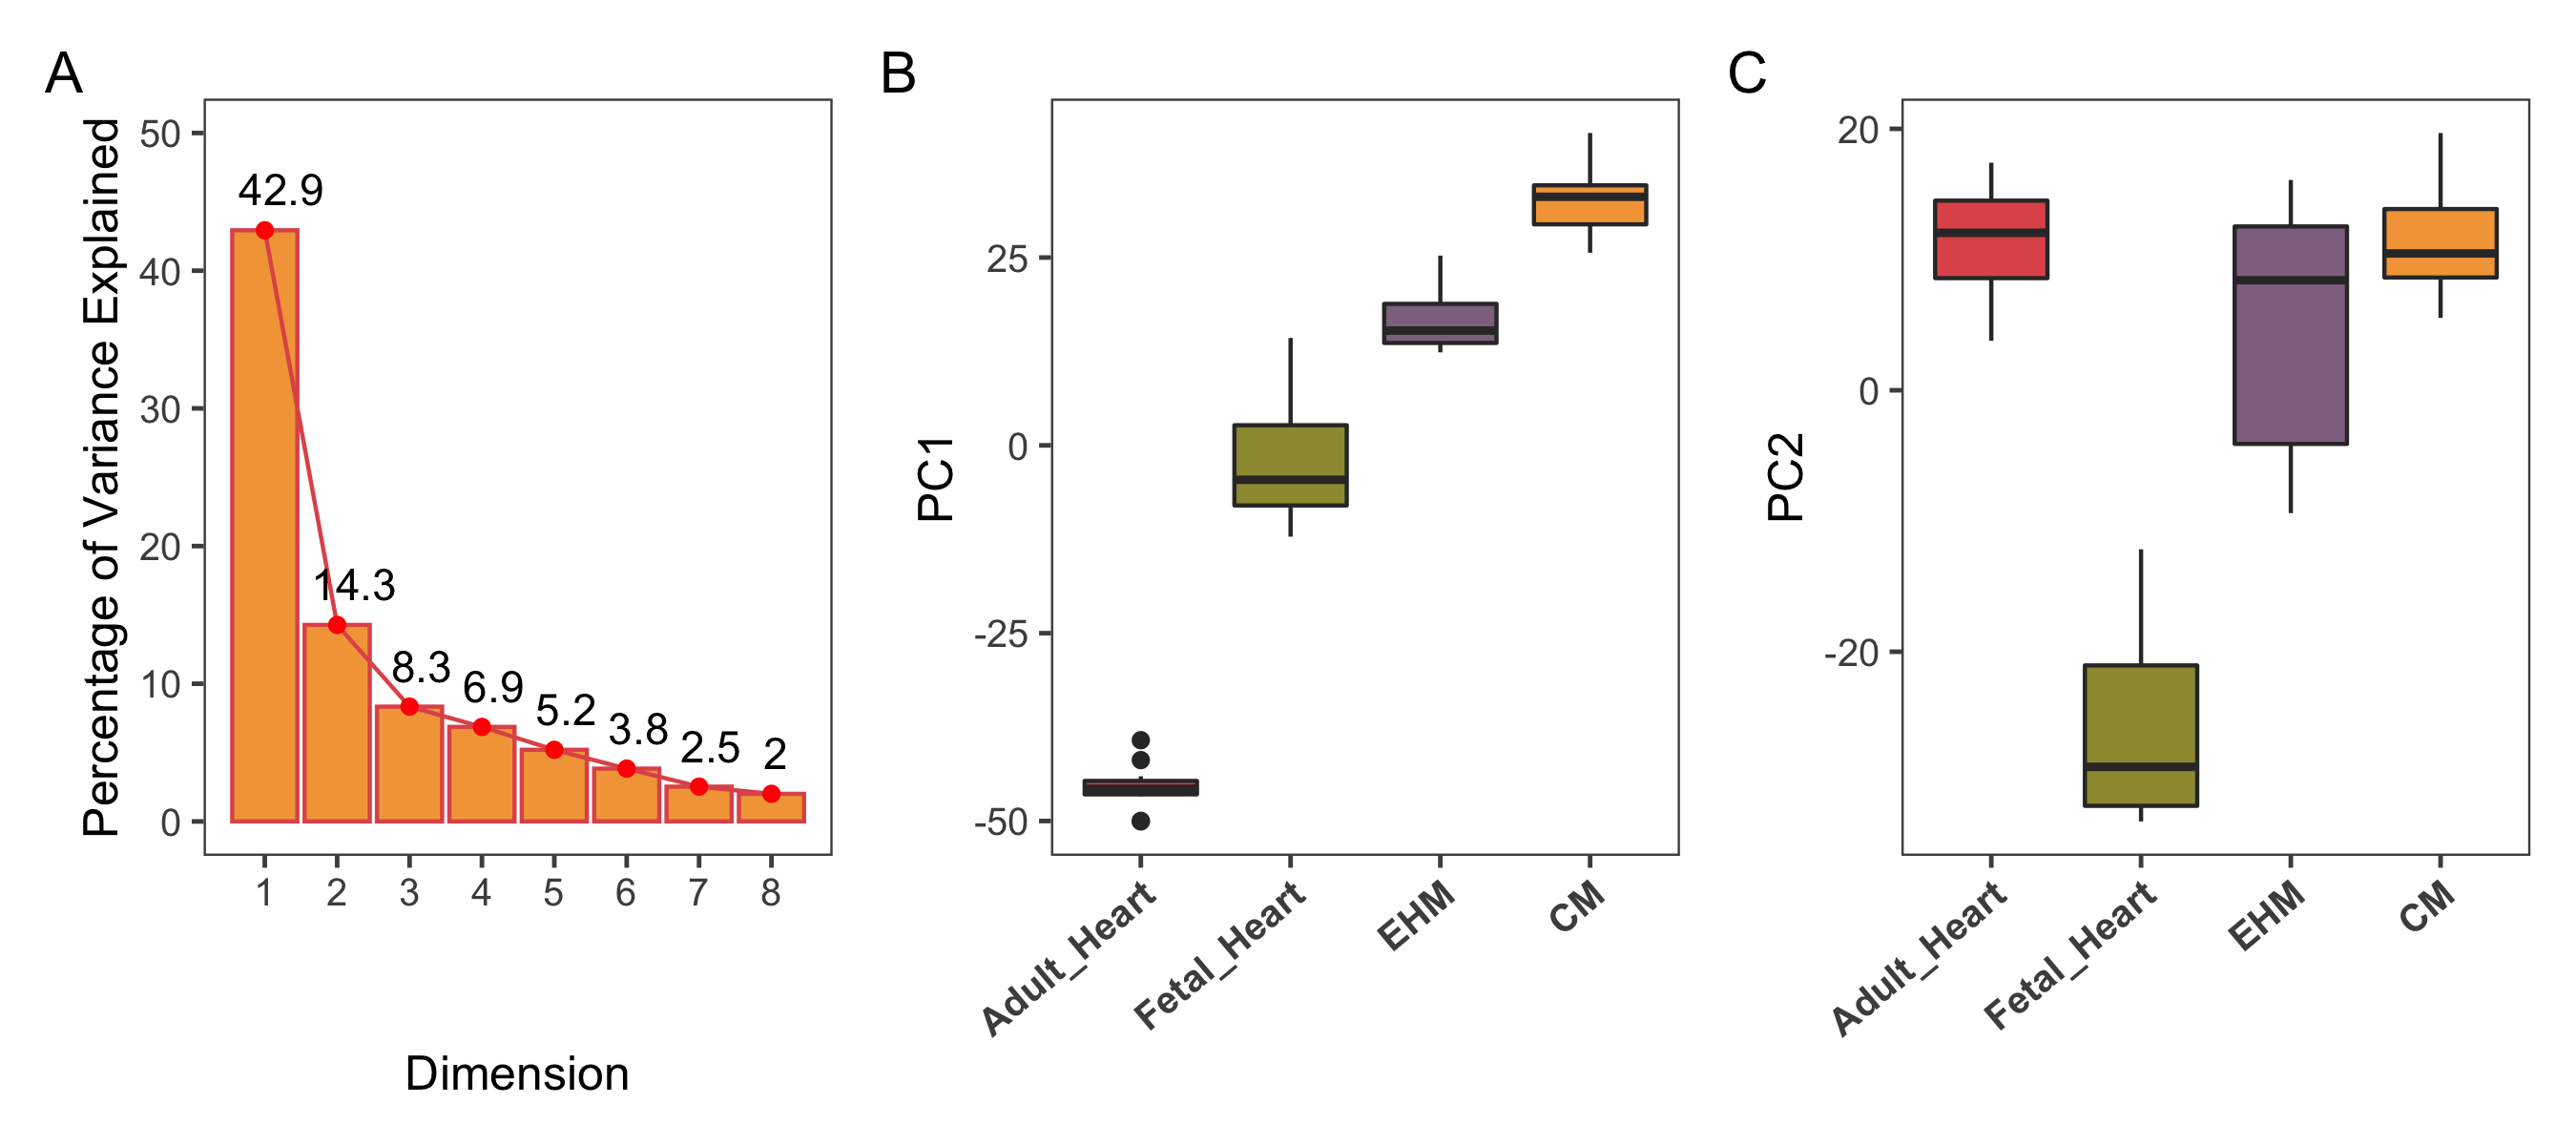 A
Percentage of Variance Explained
50
40
30
20
10
0
42.9
14.3
8.3
6.9
5.2
3.8
2.5
2
1 2 3 4 5 6 7 8
Dimension
B
PC1
25
0
-25
-50
Adult_Heart
Fetal_Heart
EHM
CM
C
PC2
20
0
-20
Adult_Heart
Fetal_Heart
EHM
CM